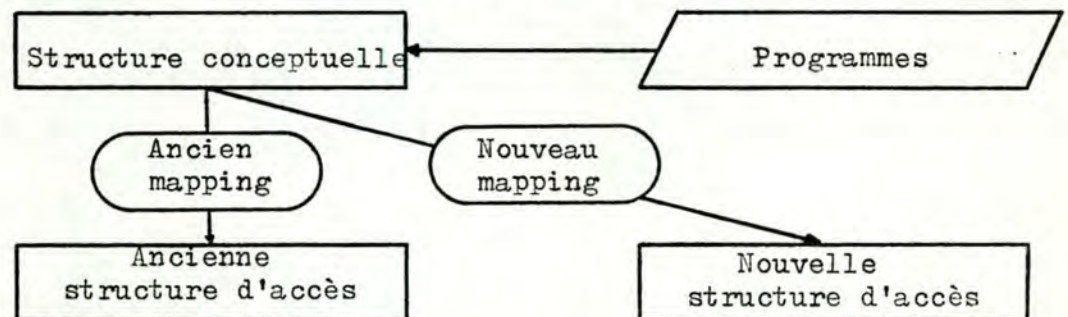 Structure conceptuelle
Programmes
Ancien
mapping
Nouveau
mapping
Ancienne
structure d'accès
Nouvelle
structure d'accès